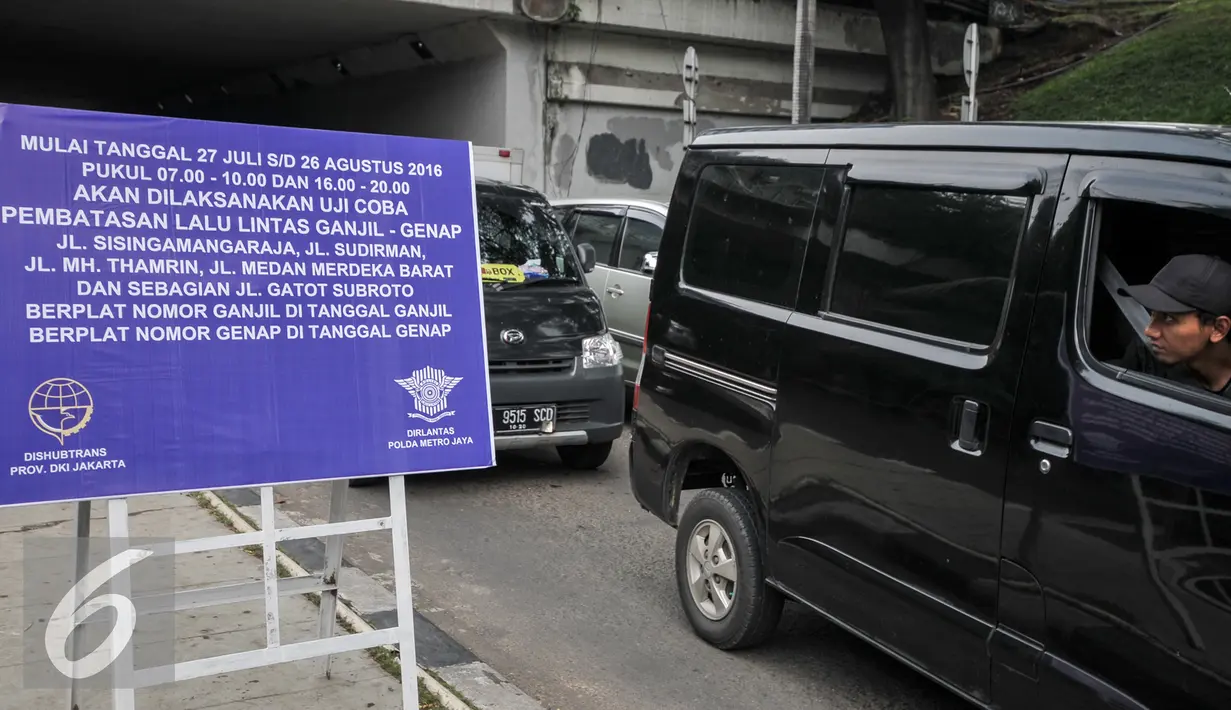 MULAI TANGGAL 27 JULI S/D 26 AGUSTUS 2016
PUKUL 07.00 - 10.00 DAN 16.00 - 20.00
AKAN DILAKSANAKAN UJI COBA
PEMBATASAN LALU LINTAS GANJIL - GENAP
JL. SISINGAMANGARAJA, JL. SUDIRMAN,
JL. MH. THAMRIN, JL. MEDAN MERDEKA BARAT
DAN SEBAGIAN JL. GATOT SUBROTO
BERPLAT NOMOR GANJIL DI TANGGAL GANJIL
BERPLAT NOMOR GENAP DI TANGGAL GENAP
DISHUBTRANS
PROV. DKI JAKARTA
DIRLANTAS
POLDA METRO JAYA
BOX
9515 SCD
6